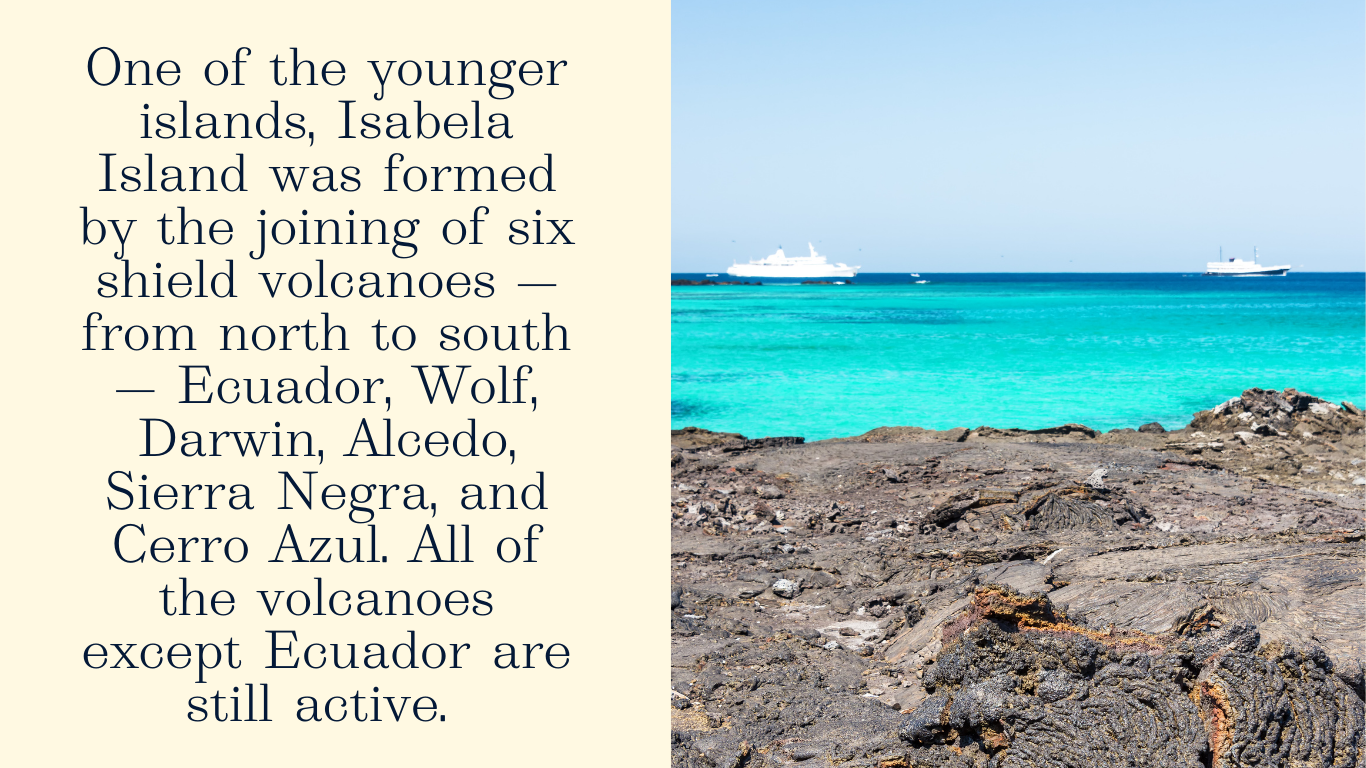 One of the younger
islands, Isabela
Island was formed
by the joining of six
shield volcanoes –
from north to south
– Ecuador, Wolf,
Darwin, Alcedo,
Sierra Negra, and
Cerro Azul. All of
the volcanoes
except Ecuador are
still active.